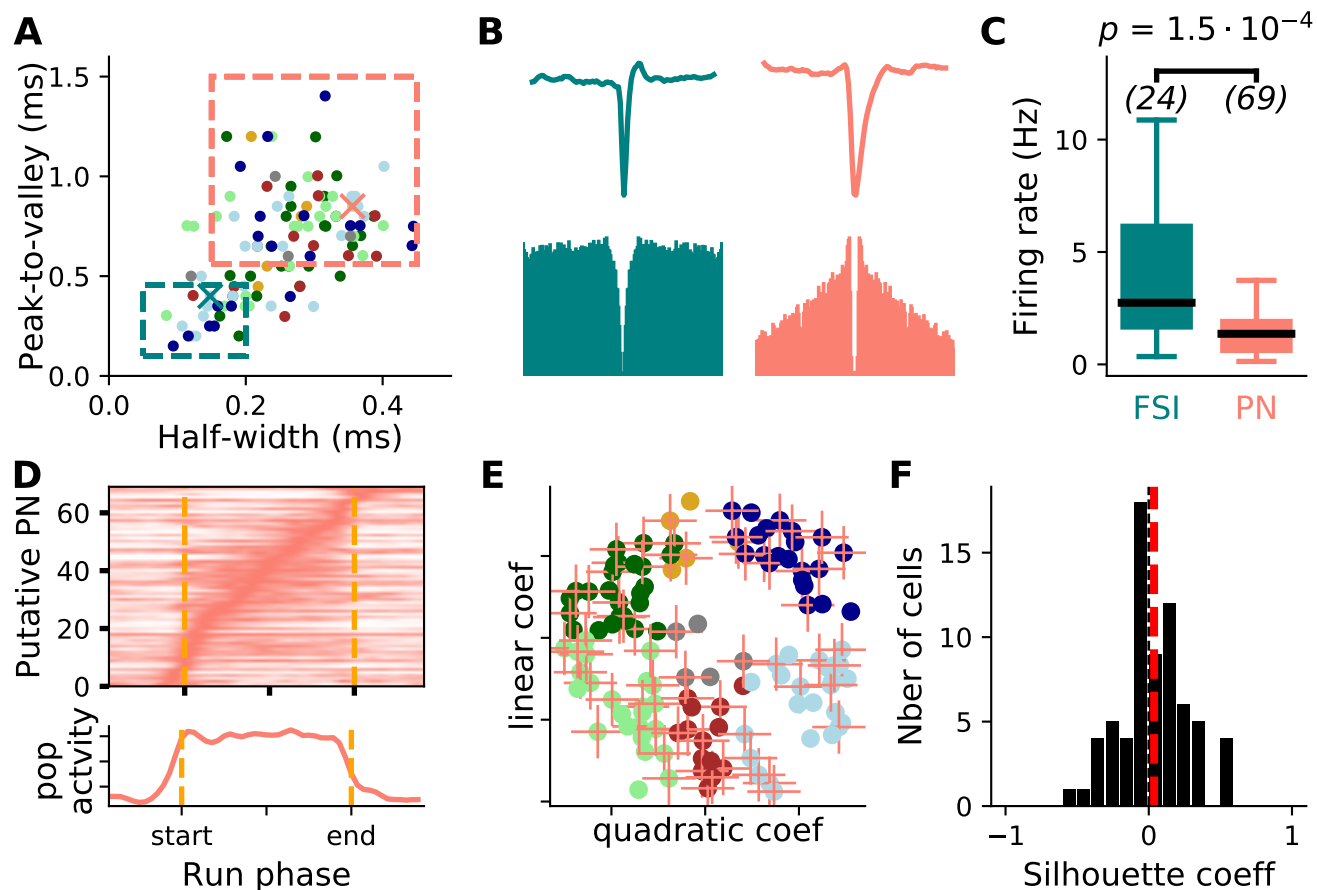 A
Peak-to-valley (ms)
1.5
1.0
0.5
0.0
0.0 0.2 0.4
Half-width (ms)
B
C
p = 1.5 · 10⁻⁴
(24) (69)
Firing rate (Hz)
10
5
0
FSI PN
D
Putative PN
60
40
20
0
pop
actvity
start end
Run phase
E
linear coef
quadratic coef
F
Nber of cells
15
10
5
0
−1 0 1
Silhouette coeff